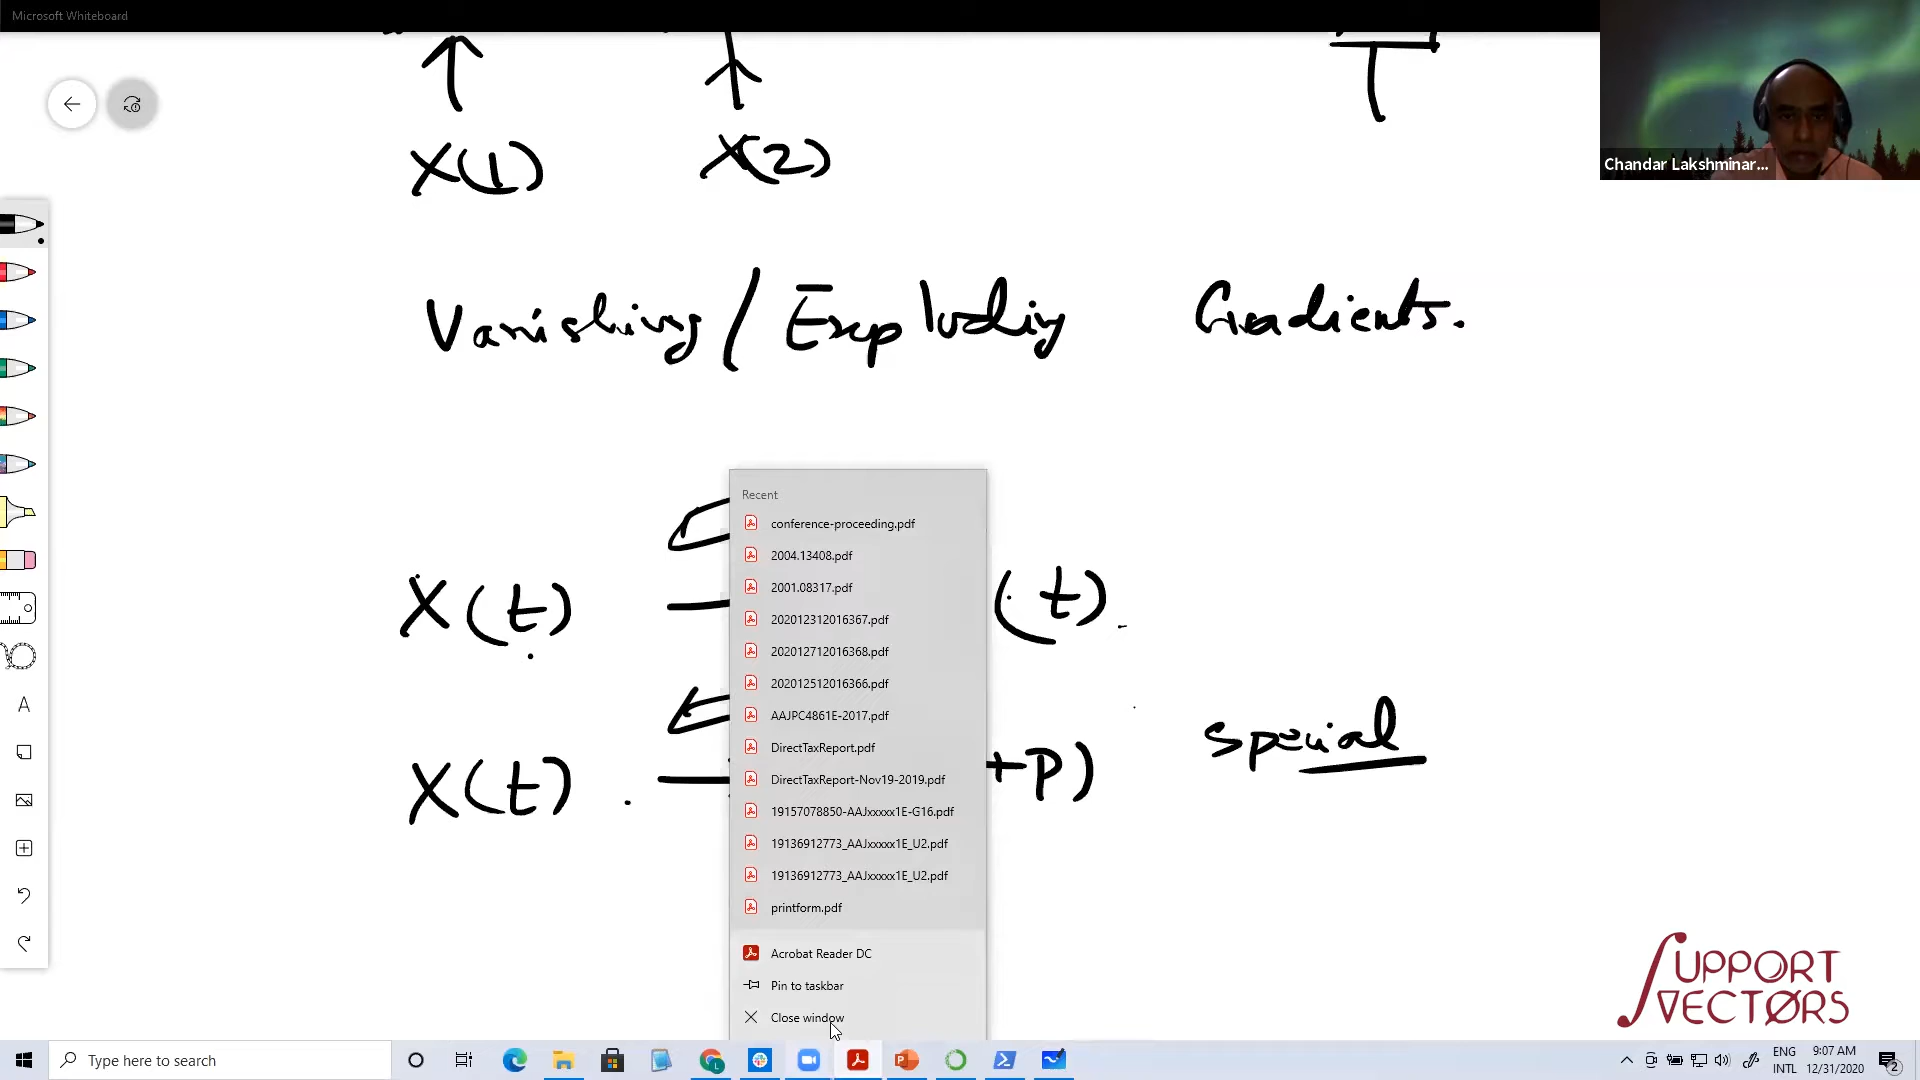 Microsoft Whiteboard
Chandar Lakshminar...
X(1) X(2)
Vanishing / Exploding Gradients.
Recent
conference-proceeding.pdf
2004.13408.pdf
2001.08317.pdf
202012312016367.pdf
202012712016368.pdf
202012512016366.pdf
AAJPC4861E-2017.pdf
DirectTaxReport.pdf
DirectTaxReport-Nov19-2019.pdf
19157078850-AAJxxxxx1E-G16.pdf
19136912773_AAJxxxxx1E_U2.pdf
19136912773_AAJxxxxx1E_U2.pdf
printform.pdf
Acrobat Reader DC
Pin to taskbar
Close window
X(t) (t).
X(t) +P) special
SUPPORT
VECTORS
Type here to search
ENG
INTL
9:07 AM
12/31/2020
2